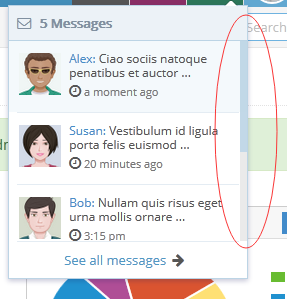 5 Messages
Search
Alex: Ciao sociis natoque
penatibus et auctor ...
a moment ago
Susan: Vestibulum id ligula
porta felis euismod ...
20 minutes ago
Bob: Nullam quis risus eget
urna mollis ornare ...
3:15 pm
See all messages